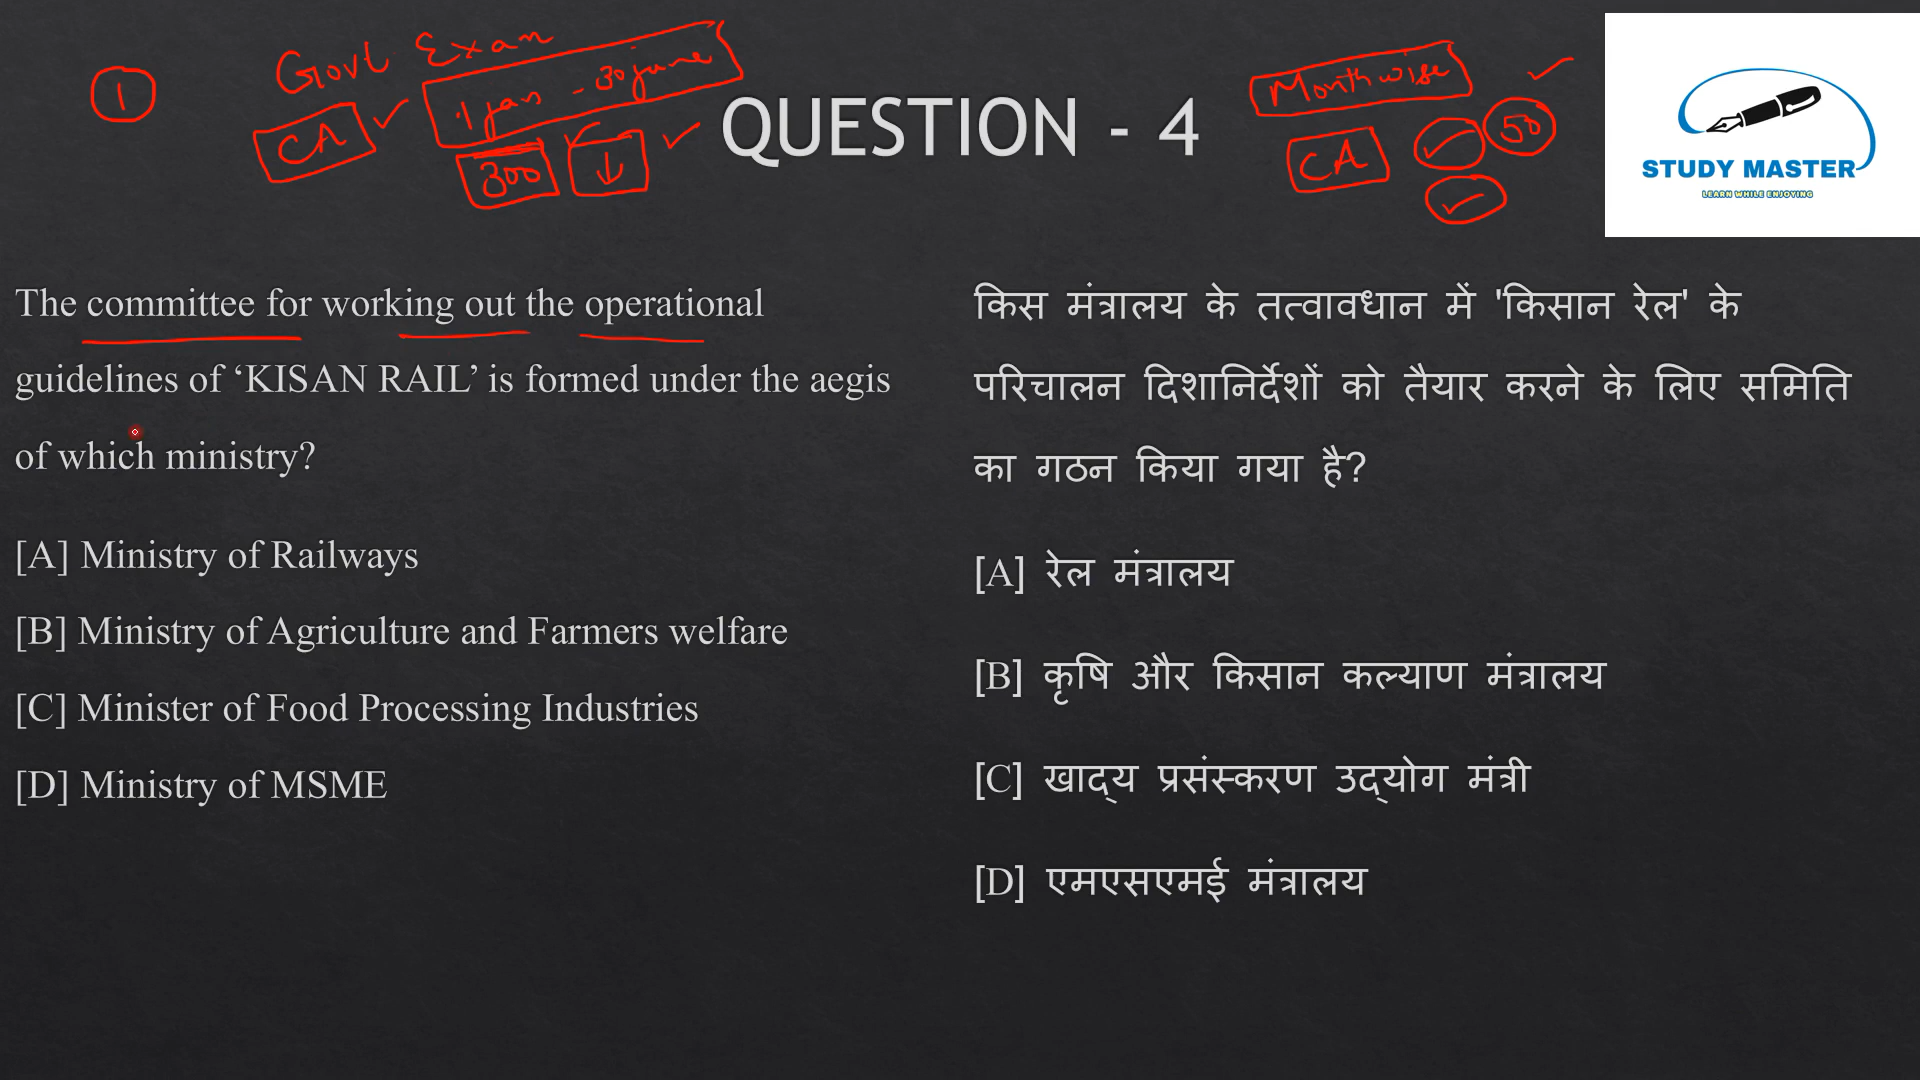 1
Govt Exam
CA
1 jan - 30 june
300
QUESTION - 4
Monthwise
CA
50
STUDY MASTER
LEARN WHILE ENJOYING
The committee for working out the operational
guidelines of ‘KISAN RAIL’ is formed under the aegis
of which ministry?
[A] Ministry of Railways
[B] Ministry of Agriculture and Farmers welfare
[C] Minister of Food Processing Industries
[D] Ministry of MSME
किस मंत्रालय के तत्वावधान में 'किसान रेल' के
परिचालन दिशानिर्देशों को तैयार करने के लिए समिति
का गठन किया गया है?
[A] रेल मंत्रालय
[B] कृषि और किसान कल्याण मंत्रालय
[C] खाद्य प्रसंस्करण उद्योग मंत्री
[D] एमएसएमई मंत्रालय